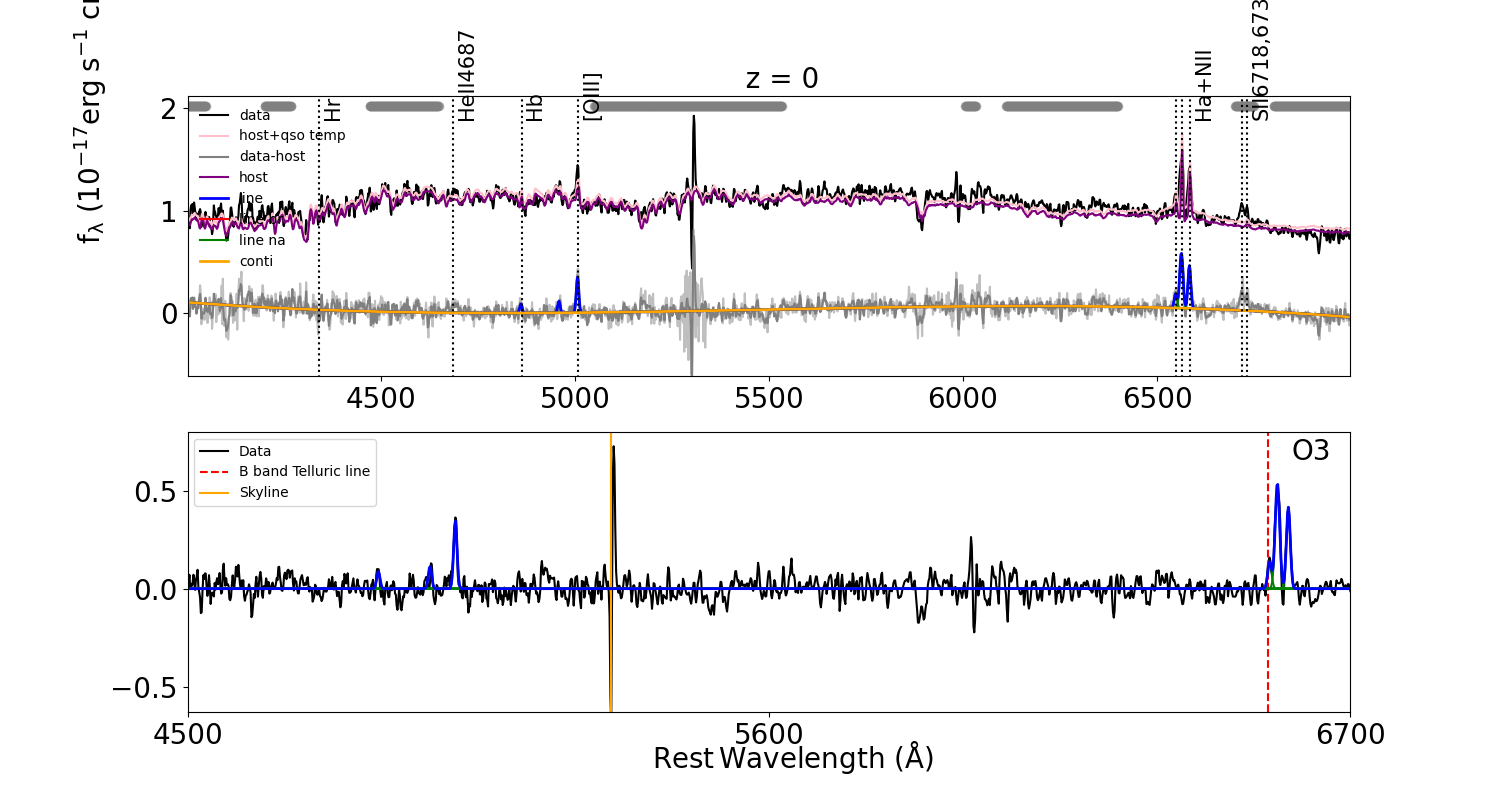 z = 0
f_λ (10^{−17} erg s^{−1}
Hr
HeII4687
Hb
[OIII]
Ha+NII
SII6718,673
2
1
0
data
host+qso temp
data-host
host
line
line na
conti
4500
5000
5500
6000
6500
O3
0.5
0.0
−0.5
Data
B band Telluric line
Skyline
4500
5600
6700
Rest Wavelength (Å)